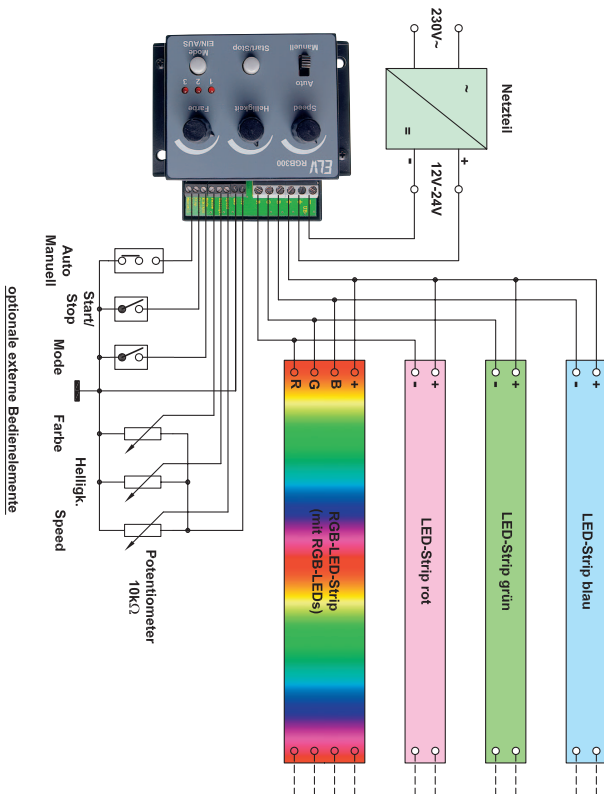 230V~
Netzteil
~
=
-
+
12V-24V
EIN/AUS
Mode
Start/Stop
Manuell
Auto
3
2
1
Farbe
Helligkeit
Speed
ELV RGB300
Auto
Manuell
Start/
Stop
Mode
Farbe
Helligk.
Speed
Potentiometer
10kΩ
optionale externe Bedienelemente
R
G
B
+
RGB-LED-Strip
(mit RGB-LEDs)
-
+
LED-Strip rot
-
+
LED-Strip grün
-
+
LED-Strip blau